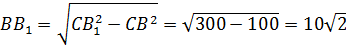 BB₁ = √(CB₁² − CB²) = √(300 − 100) = 10√2